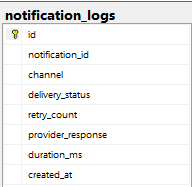 notification_logs
id
notification_id
channel
delivery_status
retry_count
provider_response
duration_ms
created_at